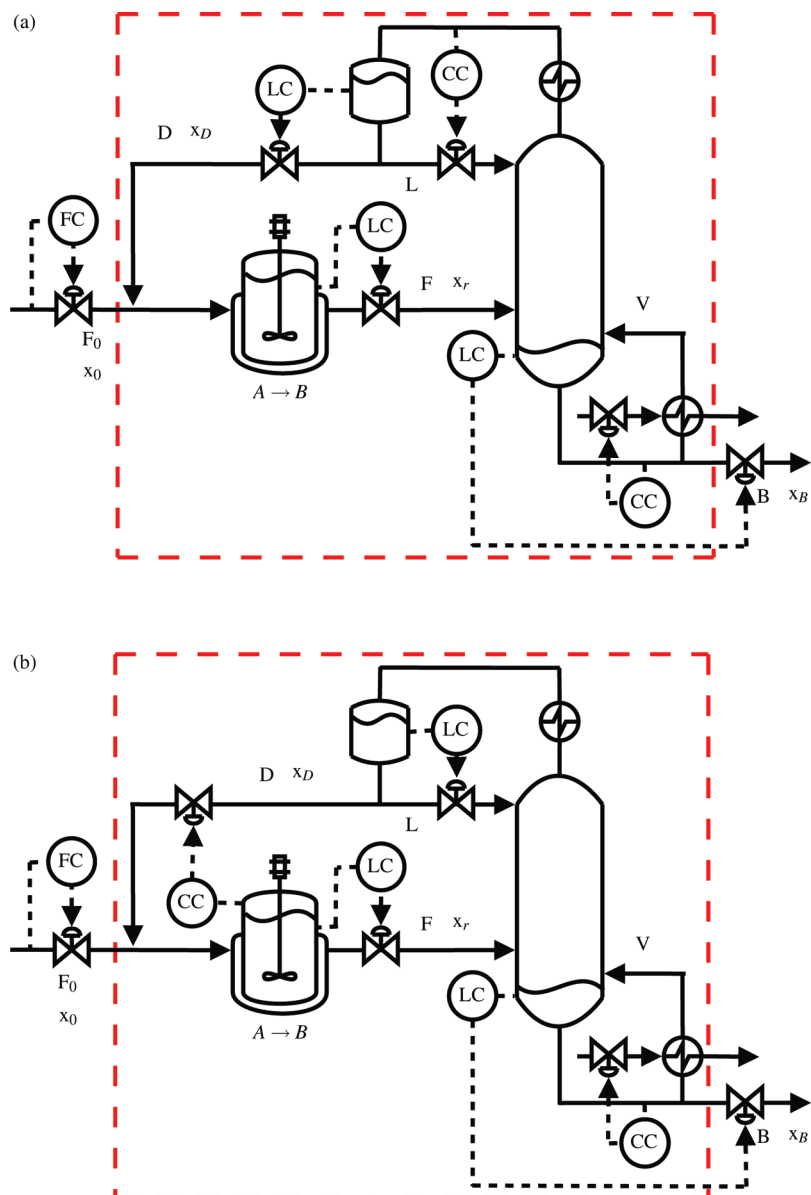 (a)
LC
CC
D x_D
L
FC
LC
F x_r
V
F_0
x_0
LC
A → B
CC
B
x_B
(b)
LC
D x_D
L
FC
CC
LC
F x_r
V
F_0
x_0
LC
A → B
CC
B
x_B